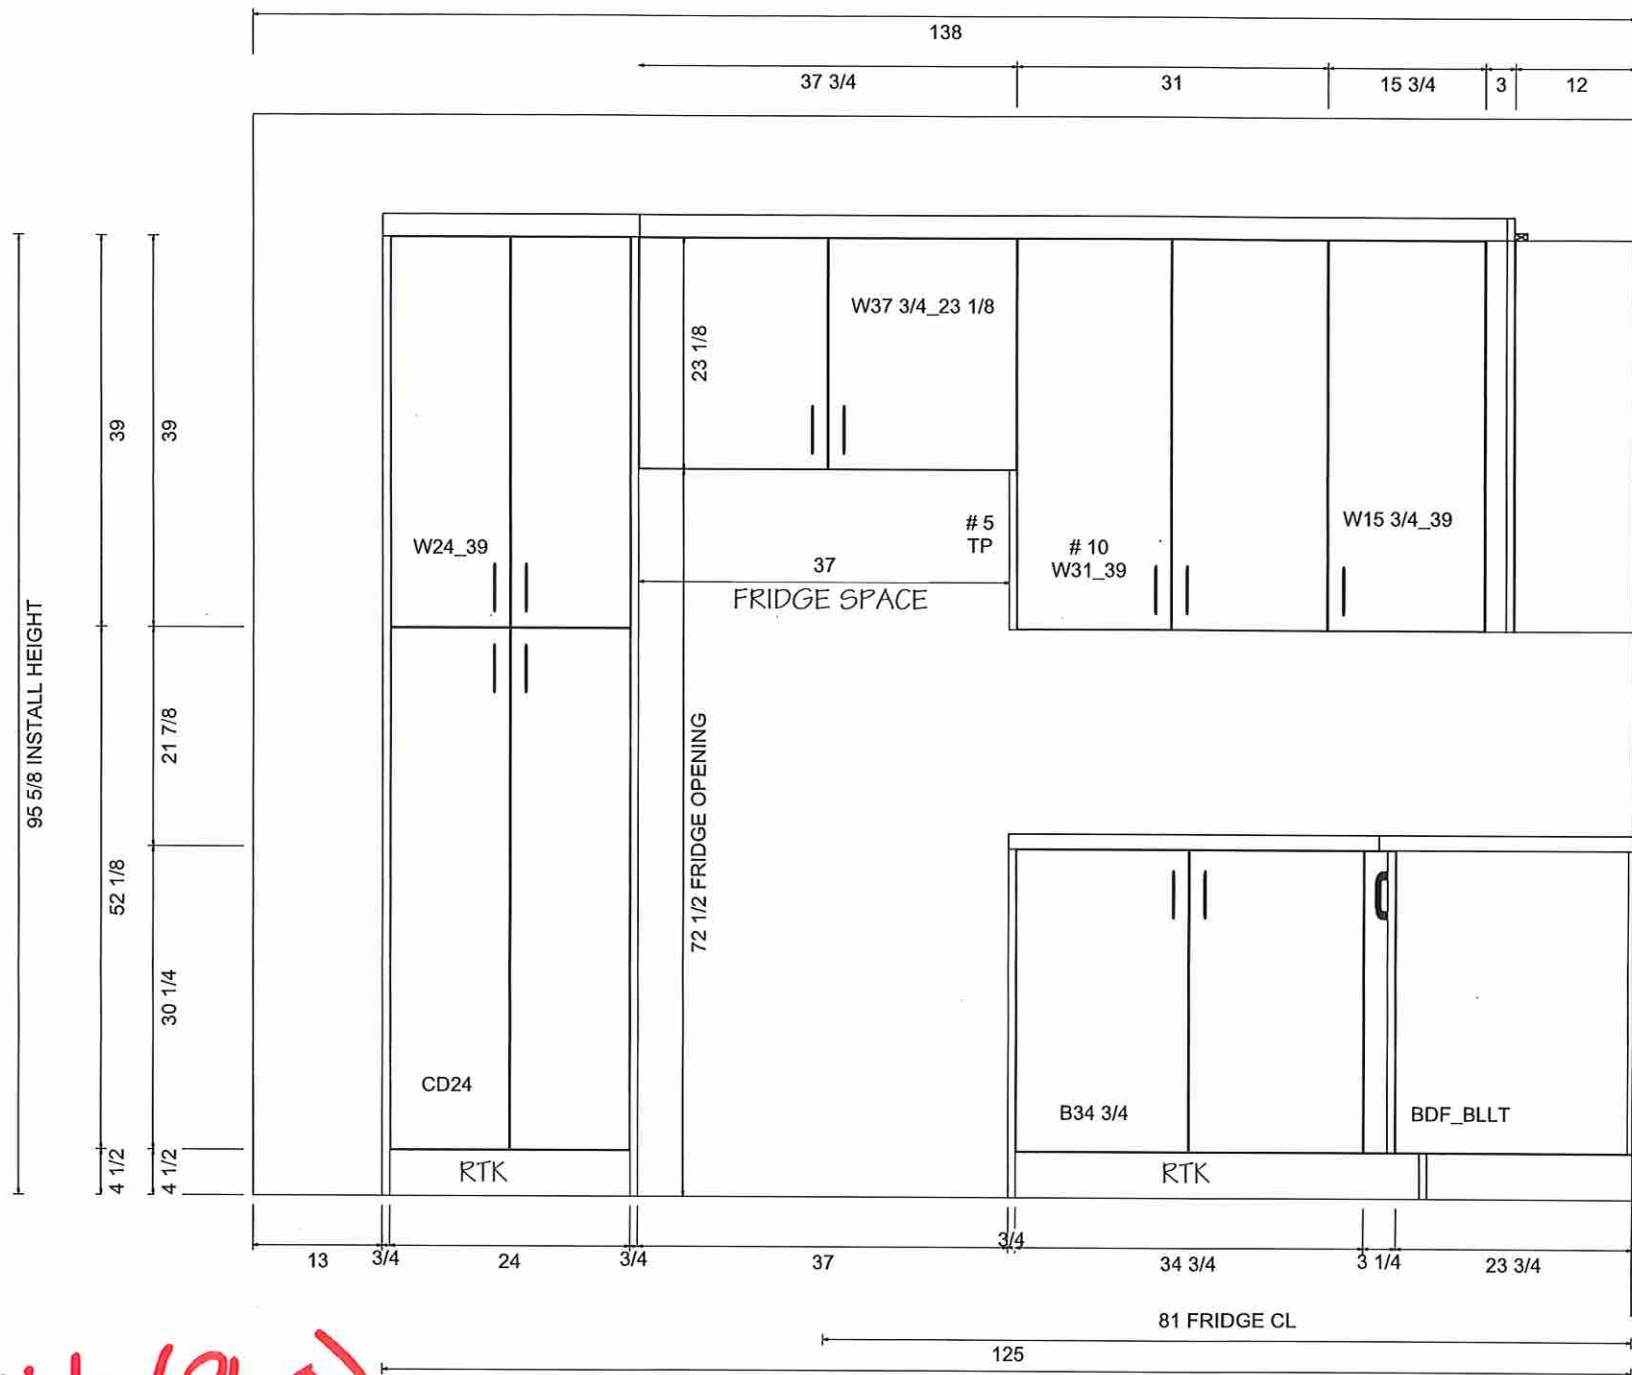 138
37 3/4
31
15 3/4
3
12
W37 3/4_23 1/8
23 1/8
39
39
W24_39
# 5
TP
# 10
W31_39
W15 3/4_39
37
FRIDGE SPACE
95 5/8 INSTALL HEIGHT
21 7/8
72 1/2 FRIDGE OPENING
52 1/8
30 1/4
CD24
B34 3/4
BDF_BLLT
4 1/2
4 1/2
RTK
RTK
13
3/4
24
3/4
37
3/4
34 3/4
3 1/4
23 3/4
81 FRIDGE CL
125